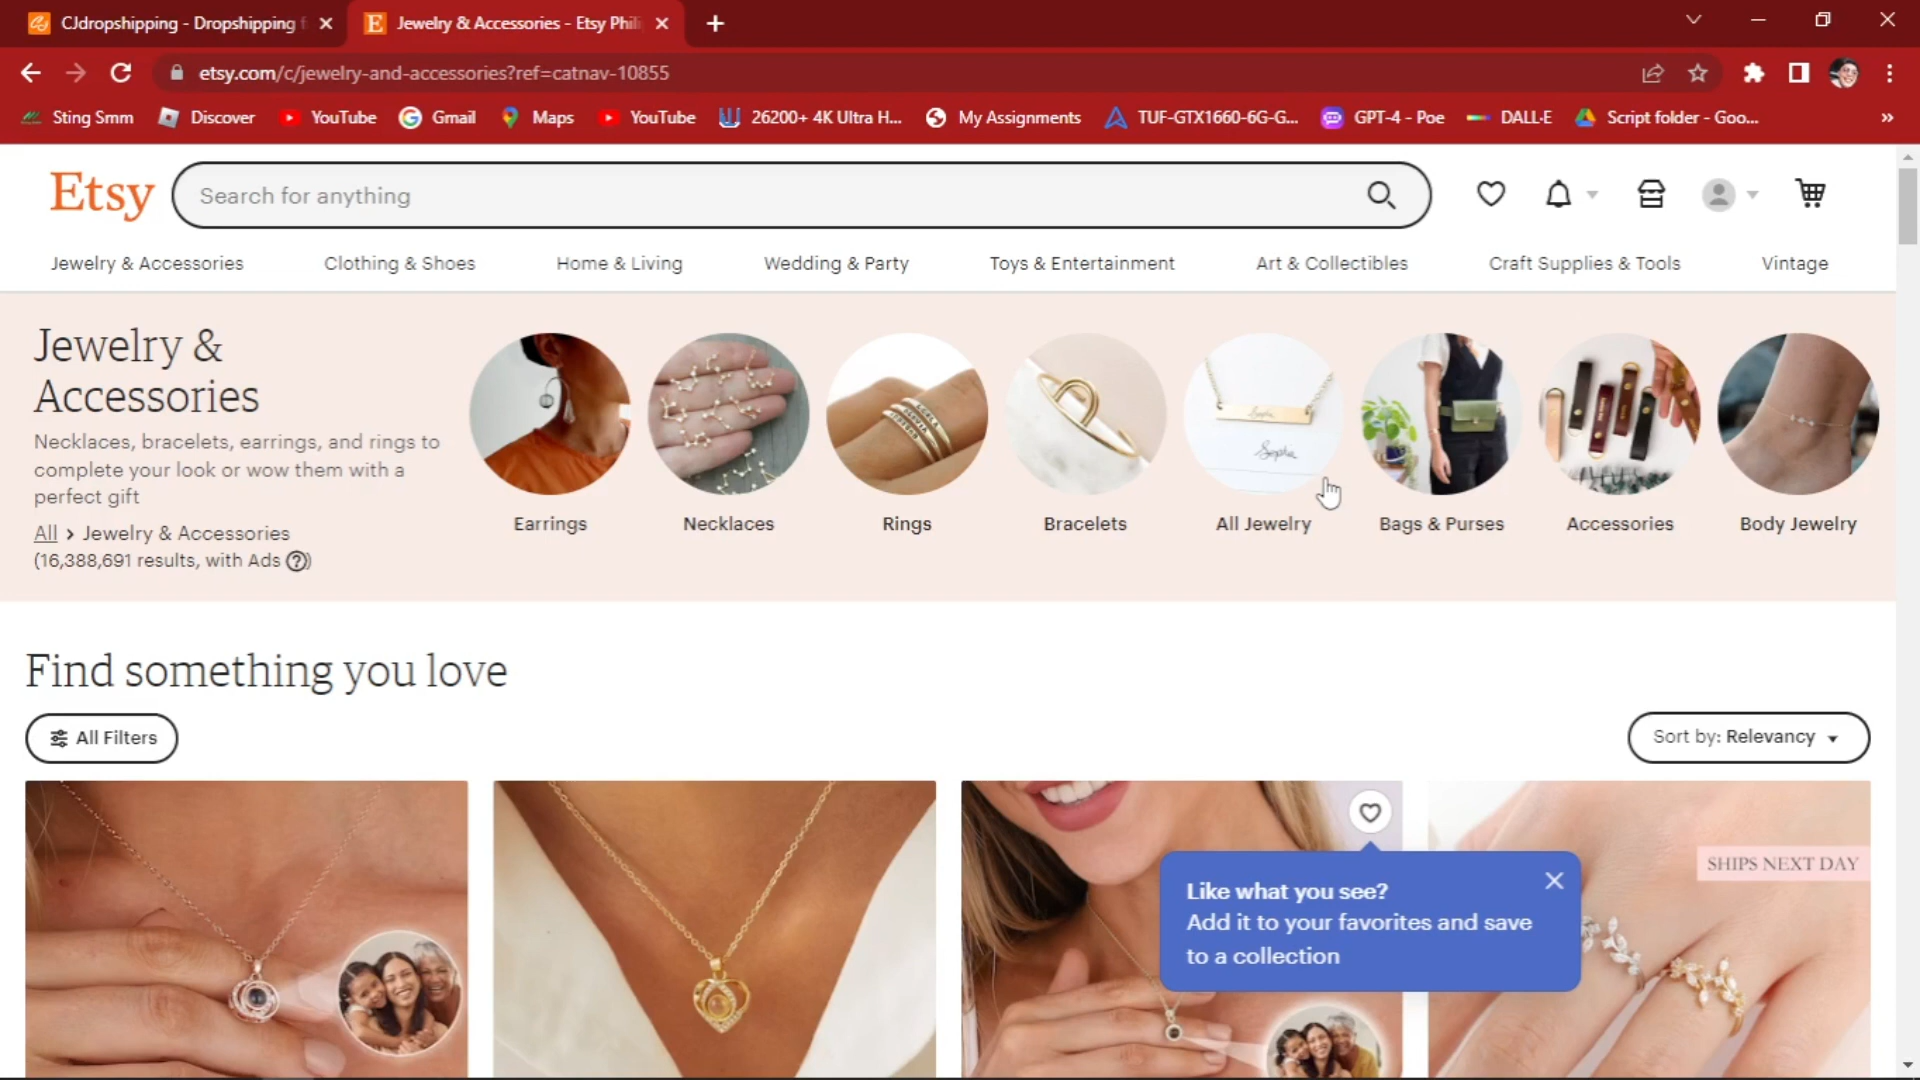 CJdropshipping - Dropshipping f
Jewelry & Accessories - Etsy Phili
etsy.com/c/jewelry-and-accessories?ref=catnav-10855
Sting Smm
Discover
YouTube
Gmail
Maps
YouTube
26200+ 4K Ultra H...
My Assignments
TUF-GTX1660-6G-G...
GPT-4 - Poe
DALL·E
Script folder - Goo...
»
Etsy
Search for anything
Jewelry & Accessories
Clothing & Shoes
Home & Living
Wedding & Party
Toys & Entertainment
Art & Collectibles
Craft Supplies & Tools
Vintage
Jewelry &
Accessories
Necklaces, bracelets, earrings, and rings to
complete your look or wow them with a
perfect gift
All > Jewelry & Accessories
(16,388,691 results, with Ads ?)
Sophia
Earrings
Necklaces
Rings
Bracelets
All Jewelry
Bags & Purses
Accessories
Body Jewelry
Find something you love
All Filters
Sort by: Relevancy
SHIPS NEXT DAY
Like what you see?
Add it to your favorites and save
to a collection